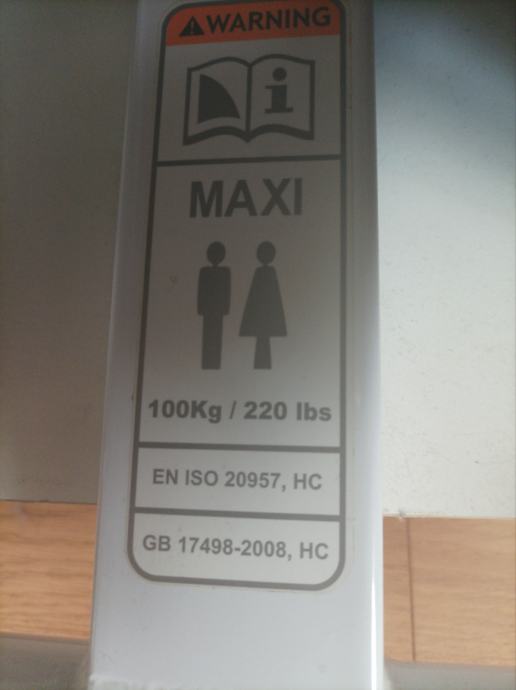 WARNING
i
MAXI
100Kg / 220 lbs
EN ISO 20957, HC
GB 17498-2008, HC